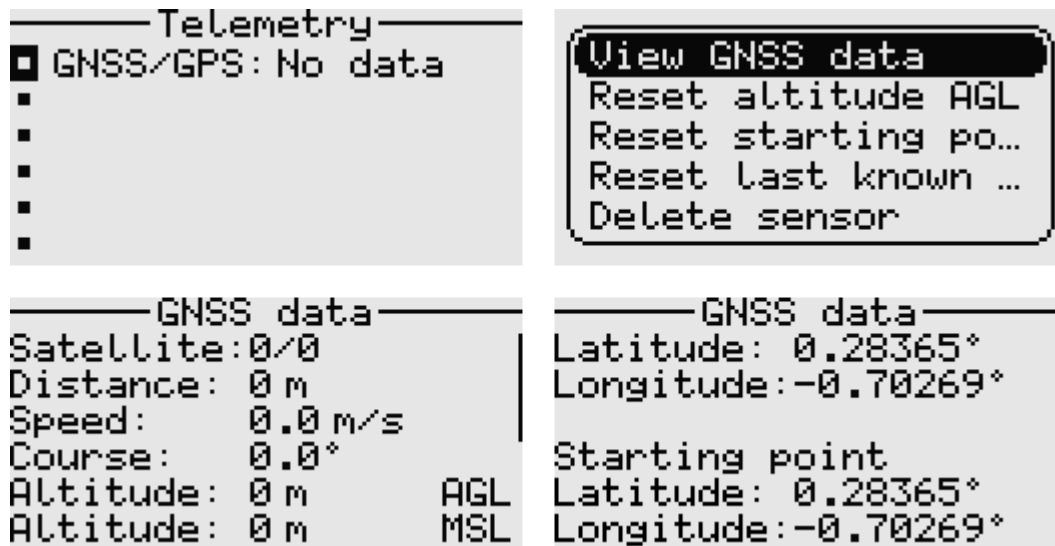 Telemetry
GNSS/GPS: No data
View GNSS data
Reset altitude AGL
Reset starting po…
Reset last known …
Delete sensor
GNSS data
Satellite: 0/0
Distance: 0 m
Speed: 0.0 m/s
Course: 0.0°
Altitude: 0 m AGL
Altitude: 0 m MSL
GNSS data
Latitude: 0.28365°
Longitude: -0.70269°
Starting point
Latitude: 0.28365°
Longitude: -0.70269°